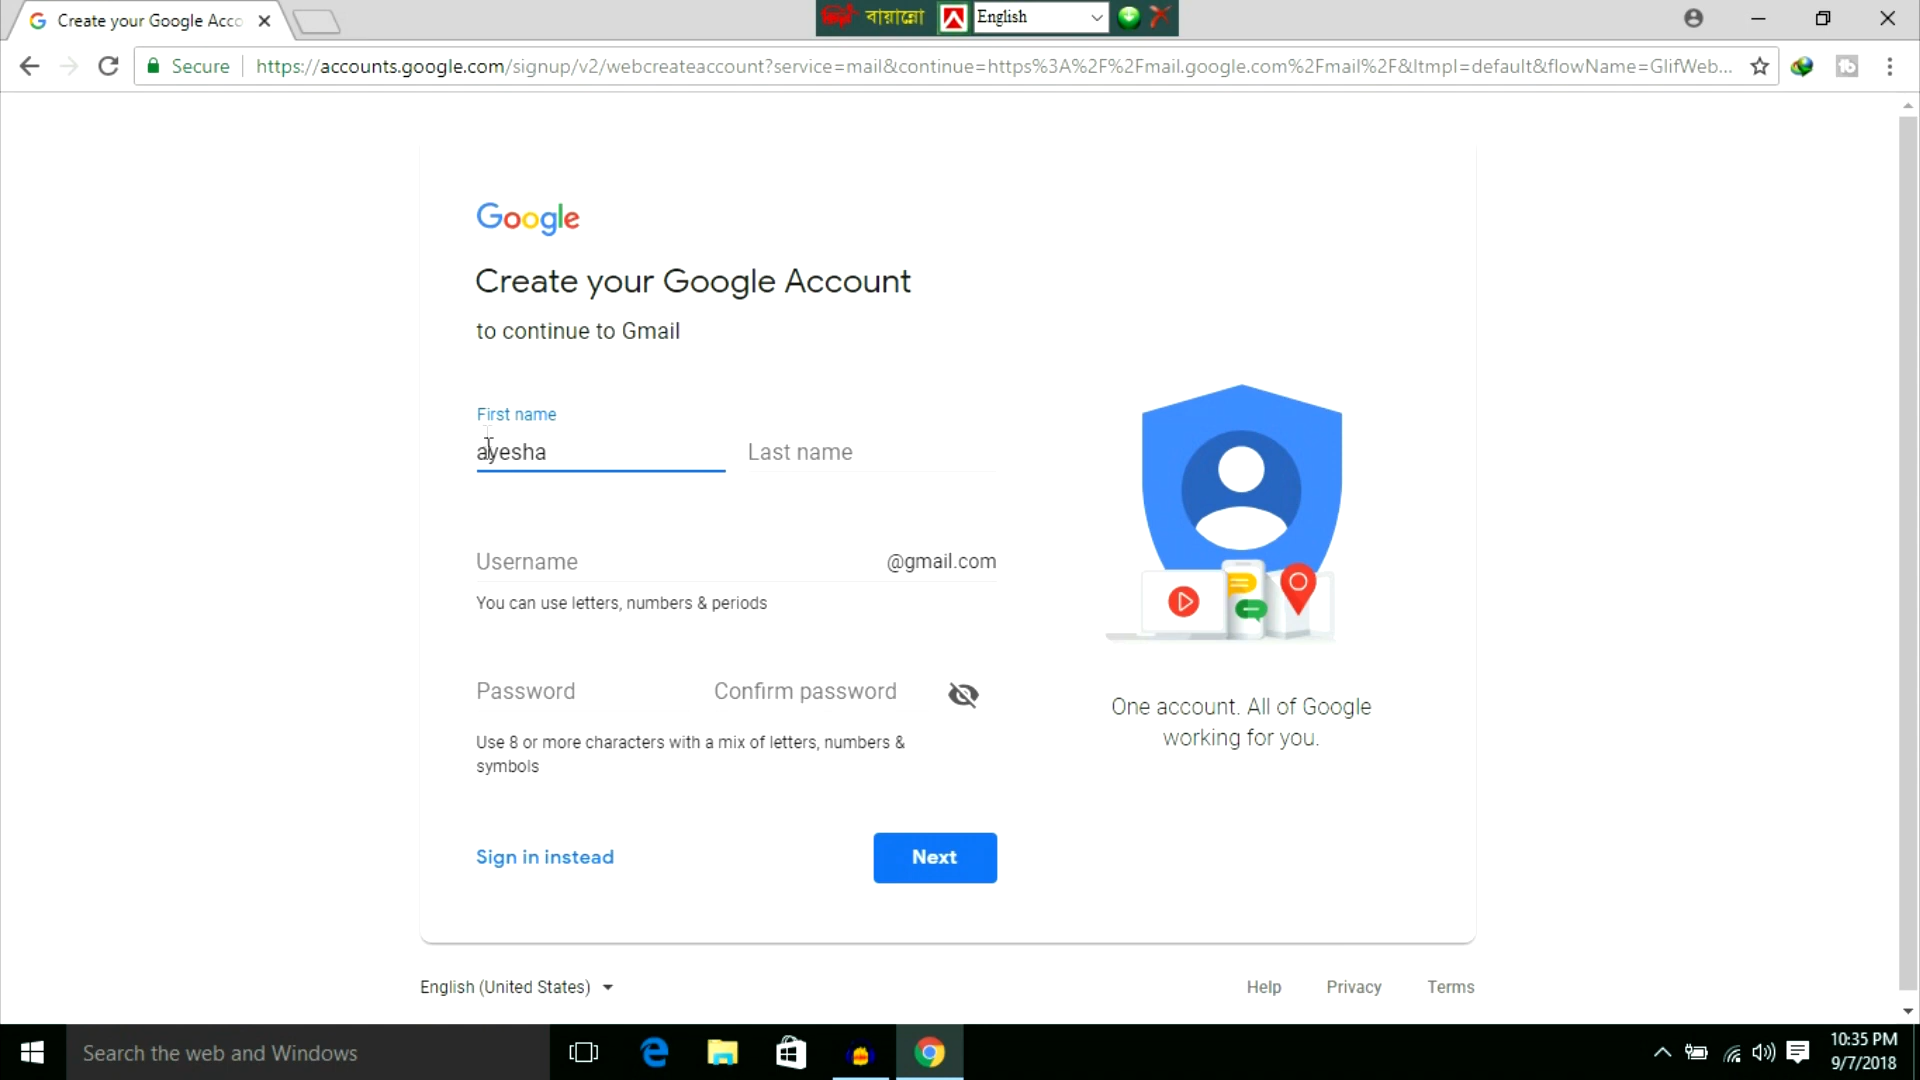 Create your Google Acco
বায়ান্নো
English
Secure
https://accounts.google.com/signup/v2/webcreateaccount?service=mail&continue=https%3A%2F%2Fmail.google.com%2Fmail%2F&ltmpl=default&flowName=GlifWeb...
Google
Create your Google Account
to continue to Gmail
First name
ayesha
Last name
Username
@gmail.com
You can use letters, numbers & periods
Password
Confirm password
Use 8 or more characters with a mix of letters, numbers &
symbols
One account. All of Google
working for you.
Sign in instead
Next
English (United States)
Help
Privacy
Terms
Search the web and Windows
10:35 PM
9/7/2018